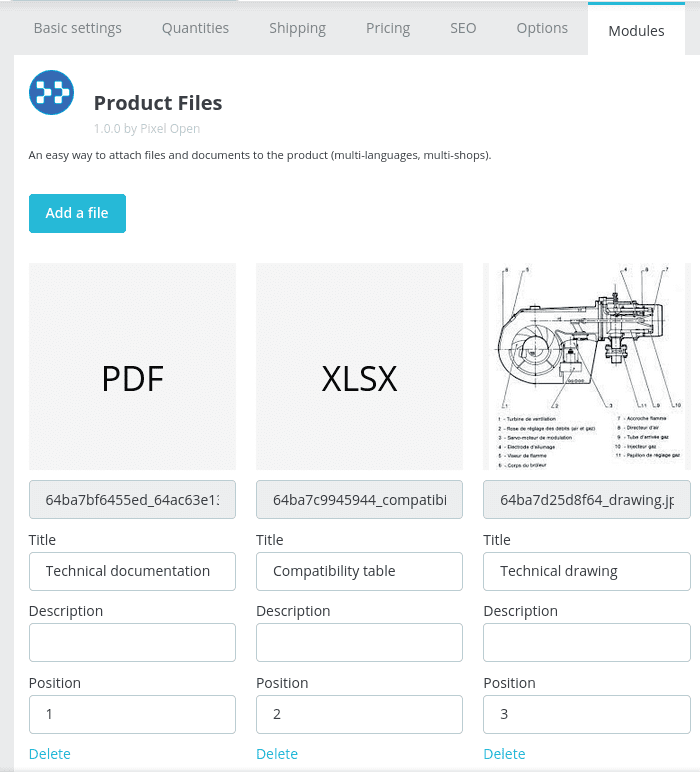 Basic settings Quantities Shipping Pricing SEO Options Modules
Product Files
1.0.0 by Pixel Open
An easy way to attach files and documents to the product (multi-languages, multi-shops).
Add a file
PDF XLSX
1 - Turbine de ventilation
2 - Rose de réglage des débits (air et gaz)
3 - Servo-moteur de modulation
4 - Electrode d'allumage
5 - Viseur de flamme
6 - Corps du brûleur
7 - Accroche flamme
8 - Directeur d'air
9 - Tube d'arrivée gaz
10 - Injecteur gaz
11 - Papillon de réglage gaz
64ba7bf6455ed_64ac63e1 64ba7c9945944_compatibi 64ba7d25d8f64_drawing.j
Title Title Title
Technical documentation Compatibility table Technical drawing
Description Description Description
Position Position Position
1 2 3
Delete Delete Delete